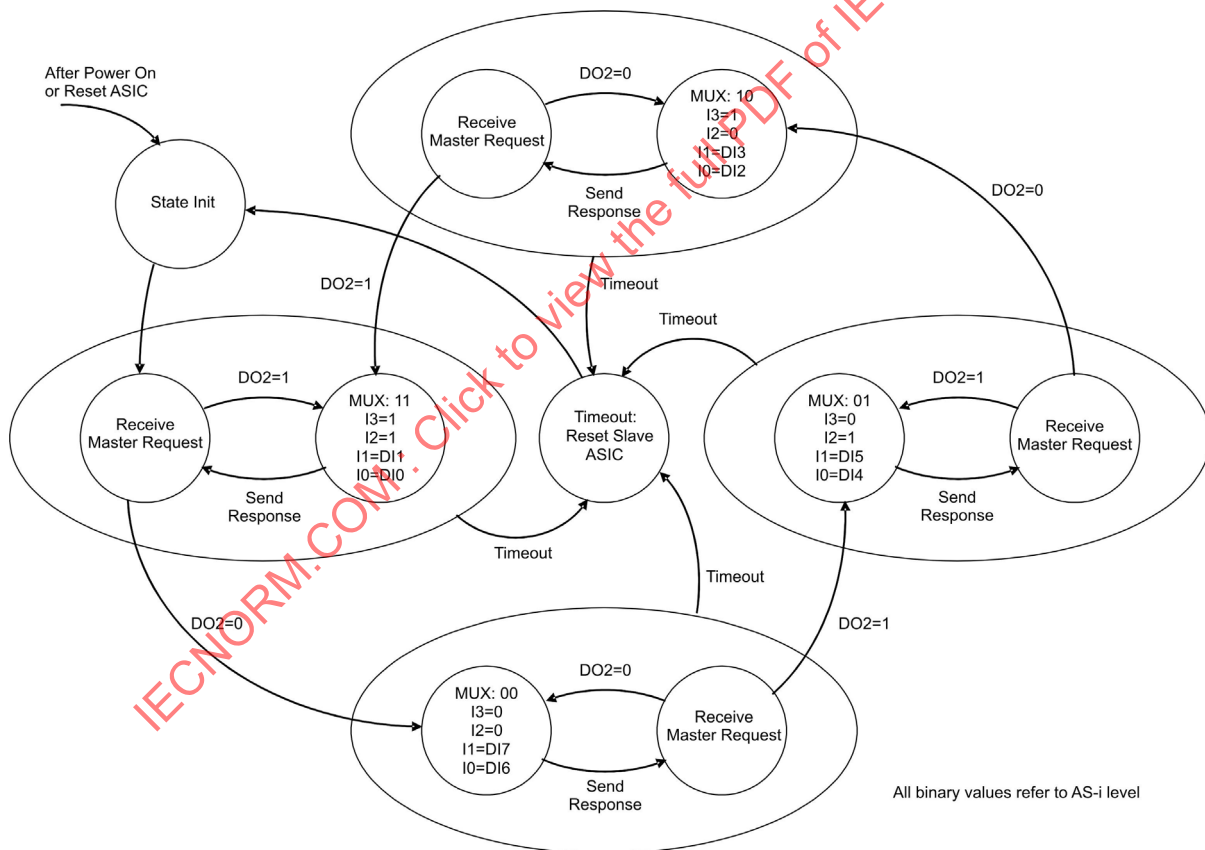 After Power On
or Reset ASIC
State Init
Receive
Master Request
DO2=0
MUX: 10
I3=1
I2=0
I1=DI3
I0=DI2
Send
Response
DO2=0
DO2=1
Timeout
Timeout
Receive
Master Request
DO2=1
MUX: 11
I3=1
I2=1
I1=DI1
I0=DI0
Send
Response
Timeout:
Reset Slave
ASIC
MUX: 01
I3=0
I2=1
I1=DI5
I0=DI4
DO2=1
Receive
Master Request
Send
Response
Timeout
Timeout
DO2=0
DO2=1
MUX: 00
I3=0
I2=0
I1=DI7
I0=DI6
DO2=0
Receive
Master Request
Send
Response
All binary values refer to AS-i level
IECNORM.COM : Click to view the full PDF of IE